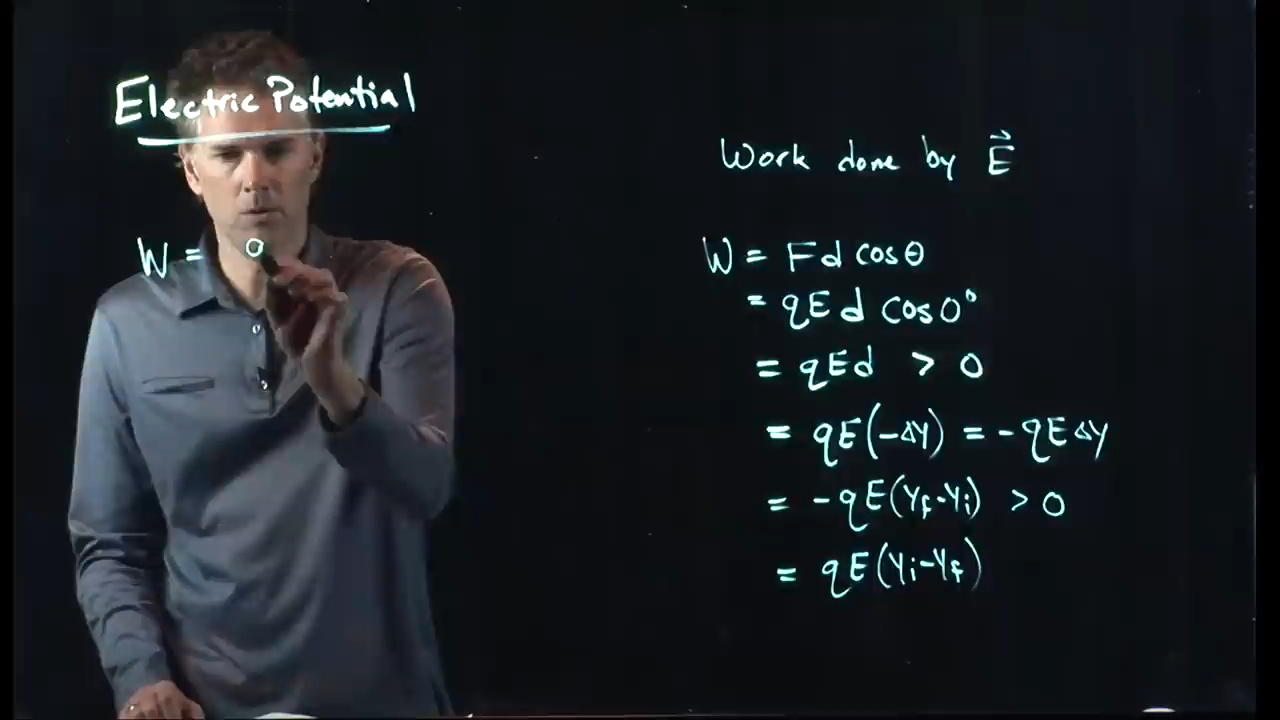 Electric Potential
W =
Work done by E⃗
W = Fd cosθ
= qEd cos0°
= qEd > 0
= qE(-ΔY) = -qEΔY
= -qE(Yf-Yi) > 0
= qE(Yi-Yf)